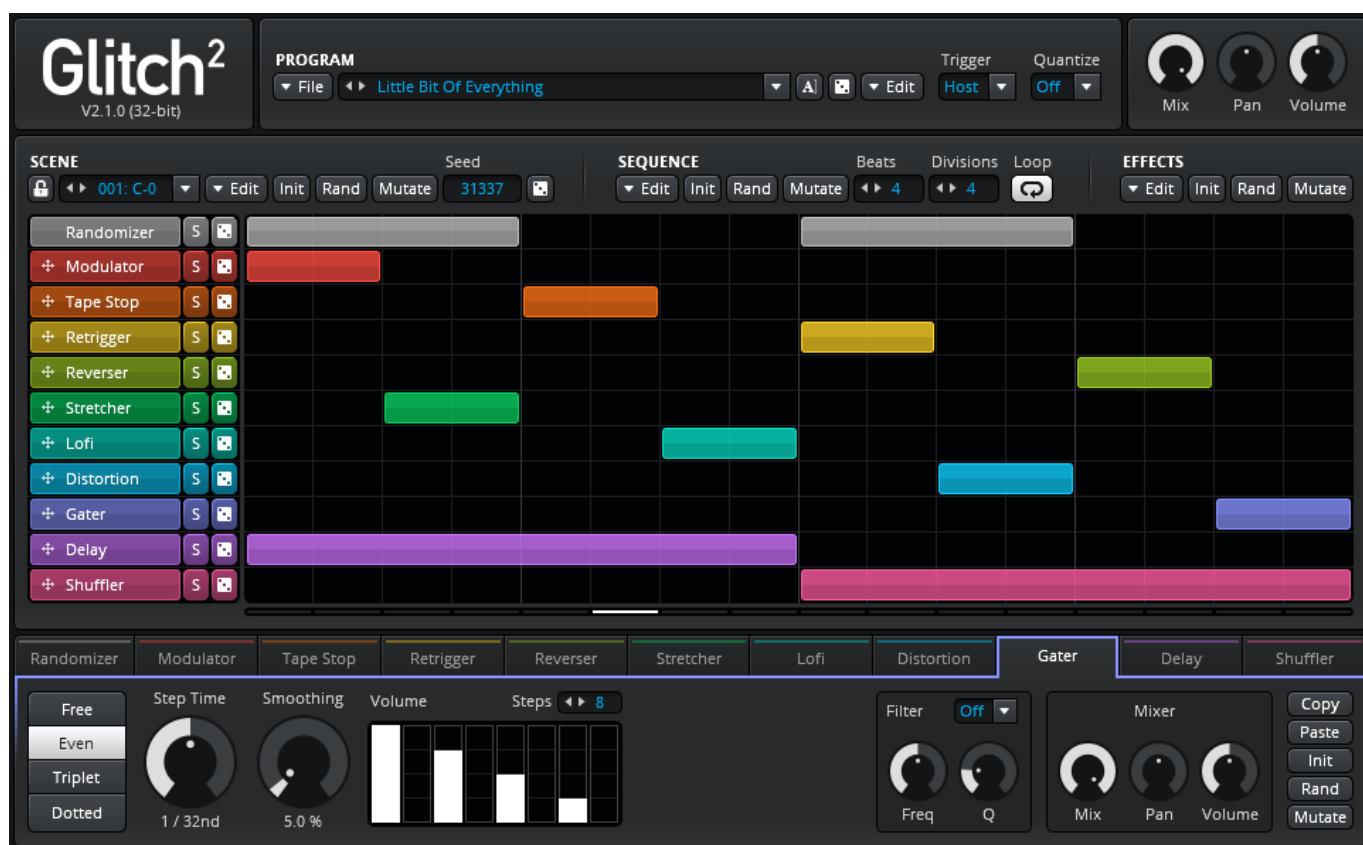 Glitch2
V2.1.0 (32-bit)
PROGRAM
File
Little Bit Of Everything
A
Edit
Trigger
Host
Quantize
Off
Mix Pan Volume
SCENE
001: C-0
Edit Init Rand Mutate
Seed
31337
SEQUENCE
Edit Init Rand Mutate
Beats
4
Divisions
4
Loop
EFFECTS
Edit Init Rand Mutate
Randomizer S
Modulator S
Tape Stop S
Retrigger S
Reverser S
Stretcher S
Lofi S
Distortion S
Gater S
Delay S
Shuffler S
Randomizer Modulator Tape Stop Retrigger Reverser Stretcher Lofi Distortion Gater Delay Shuffler
Free
Even
Triplet
Dotted
Step Time
1 / 32nd
Smoothing
5.0 %
Volume
Steps 8
Filter Off
Freq Q
Mixer
Mix Pan Volume
Copy
Paste
Init
Rand
Mutate